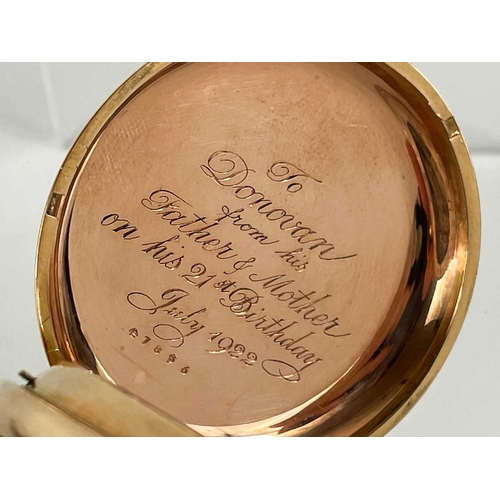 To
Donovan
from his
Father & Mother
on his 21st Birthday
July 1922